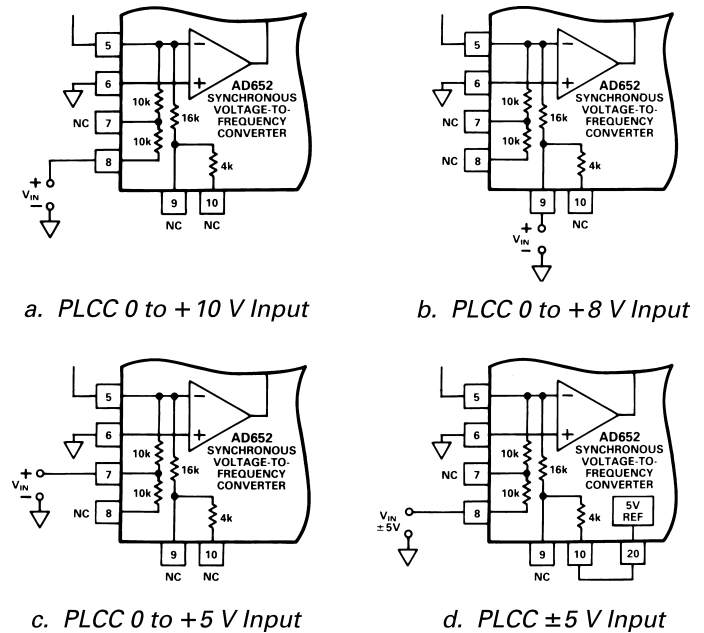 5
6
AD652
SYNCHRONOUS
VOLTAGE-TO-
FREQUENCY
CONVERTER
10k
16k
NC
7
10k
8
4k
+
VIN
−
9
10
NC
NC
a. PLCC 0 to +10 V Input
5
6
AD652
SYNCHRONOUS
VOLTAGE-TO-
FREQUENCY
CONVERTER
10k
16k
NC
7
10k
NC
8
4k
9
10
NC
+
VIN
−
b. PLCC 0 to +8 V Input
5
6
AD652
SYNCHRONOUS
VOLTAGE-TO-
FREQUENCY
CONVERTER
10k
16k
+
VIN
−
7
10k
NC
8
4k
9
10
NC
NC
c. PLCC 0 to +5 V Input
5
6
AD652
SYNCHRONOUS
VOLTAGE-TO-
FREQUENCY
CONVERTER
10k
16k
NC
7
10k
VIN
±5V
8
4k
5V
REF
9
10
20
NC
d. PLCC ±5 V Input